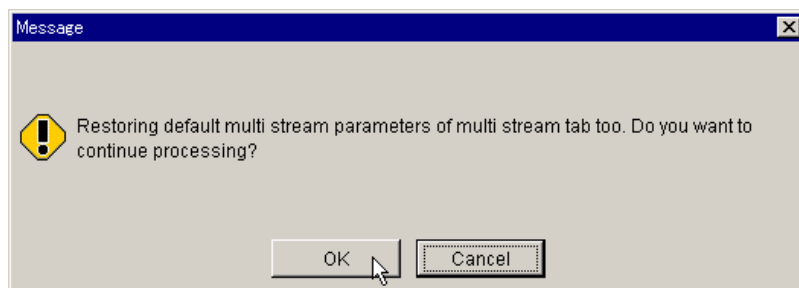 Message
Restoring default multi stream parameters of multi stream tab too. Do you want to
continue processing?
OK
Cancel